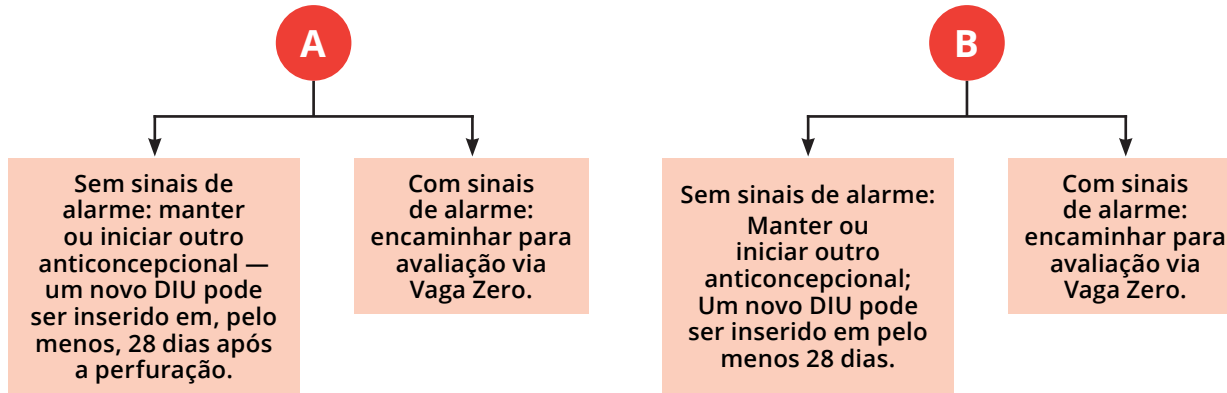 A
Sem sinais de
alarme: manter
ou iniciar outro
anticoncepcional —
um novo DIU pode
ser inserido em, pelo
menos, 28 dias após
a perfuração.
Com sinais
de alarme:
encaminhar para
avaliação via
Vaga Zero.
B
Sem sinais de alarme:
Manter ou
iniciar outro
anticoncepcional;
Um novo DIU pode
ser inserido em pelo
menos 28 dias.
Com sinais
de alarme:
encaminhar para
avaliação via
Vaga Zero.